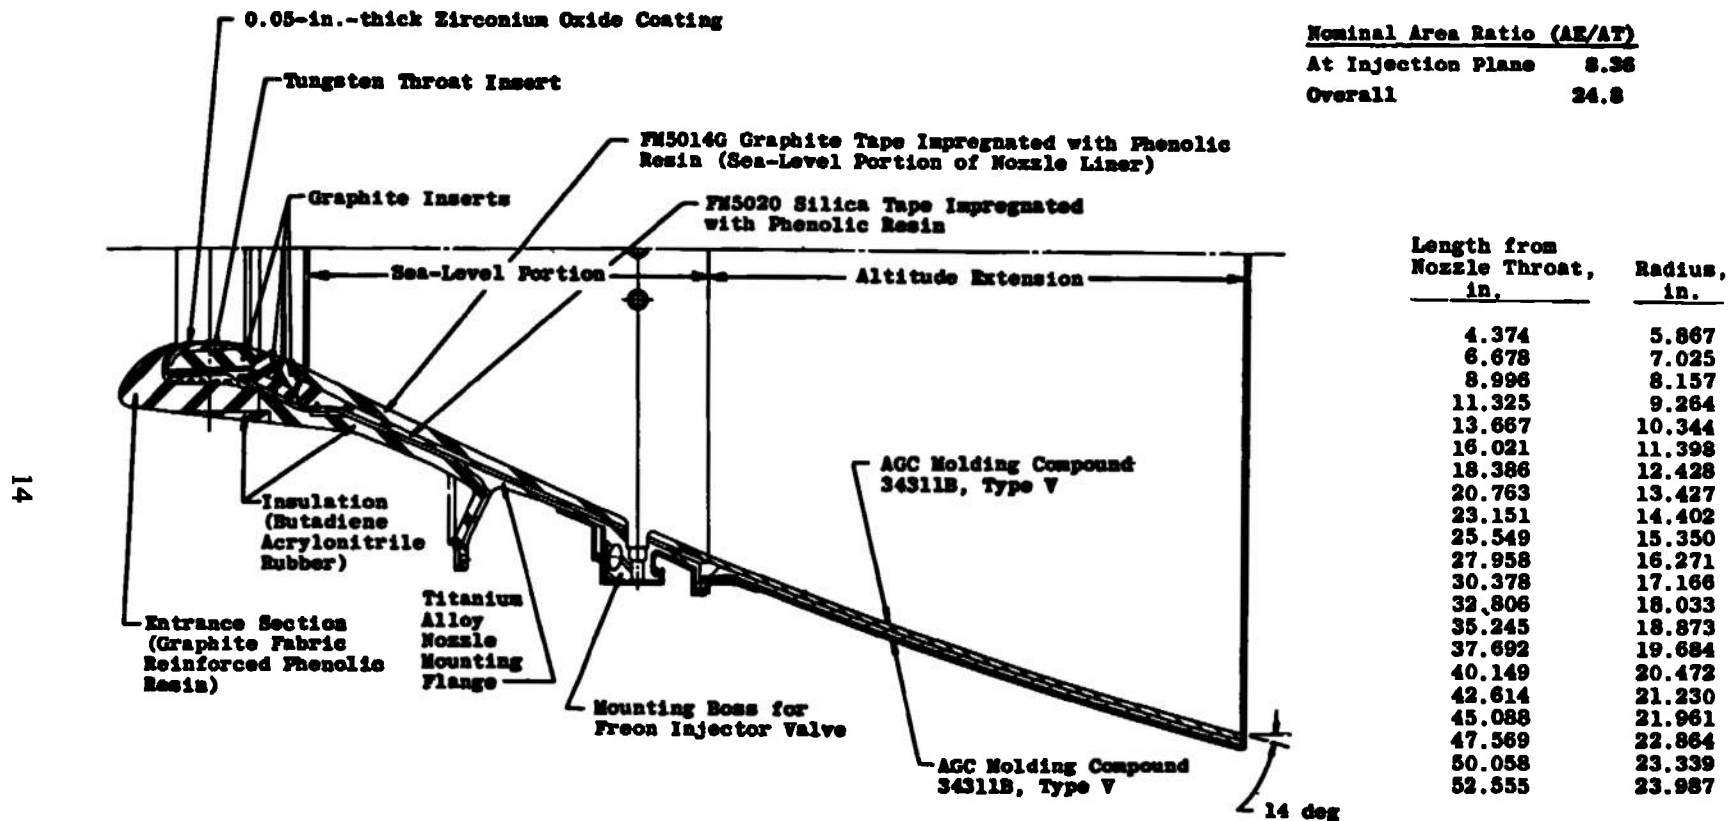 0.05-in.-thick Zirconium Oxide Coating
Tungsten Throat Insert
FM5014G Graphite Tape Impregnated with Phenolic
Resin (Sea-Level Portion of Nozzle Liner)
Graphite Inserts
FM5020 Silica Tape Impregnated
with Phenolic Resin
Sea-Level Portion
Altitude Extension
AGC Molding Compound
34311B, Type V
Insulation
(Butadiene
Acrylonitrile
Rubber)
Entrance Section
(Graphite Fabric
Reinforced Phenolic
Resin)
Titanium
Alloy
Nozzle
Mounting
Flange
Mounting Boss for
Freon Injector Valve
AGC Molding Compound
34311B, Type V
14 deg
Nominal Area Ratio (AE/AT)
At Injection Plane 8.36
Overall 24.8
Length from
Nozzle Throat, Radius,
in. in.
4.374 5.867
6.678 7.025
8.996 8.157
11.325 9.264
13.667 10.344
16.021 11.398
18.386 12.428
20.763 13.427
23.151 14.402
25.549 15.350
27.958 16.271
30.378 17.166
32.806 18.033
35.245 18.873
37.692 19.684
40.149 20.472
42.614 21.230
45.088 21.961
47.569 22.864
50.058 23.339
52.555 23.987
14